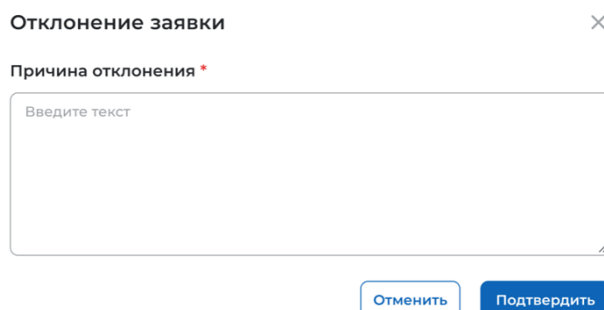 Отклонение заявки
Причина отклонения *
Введите текст
Отменить
Подтвердить